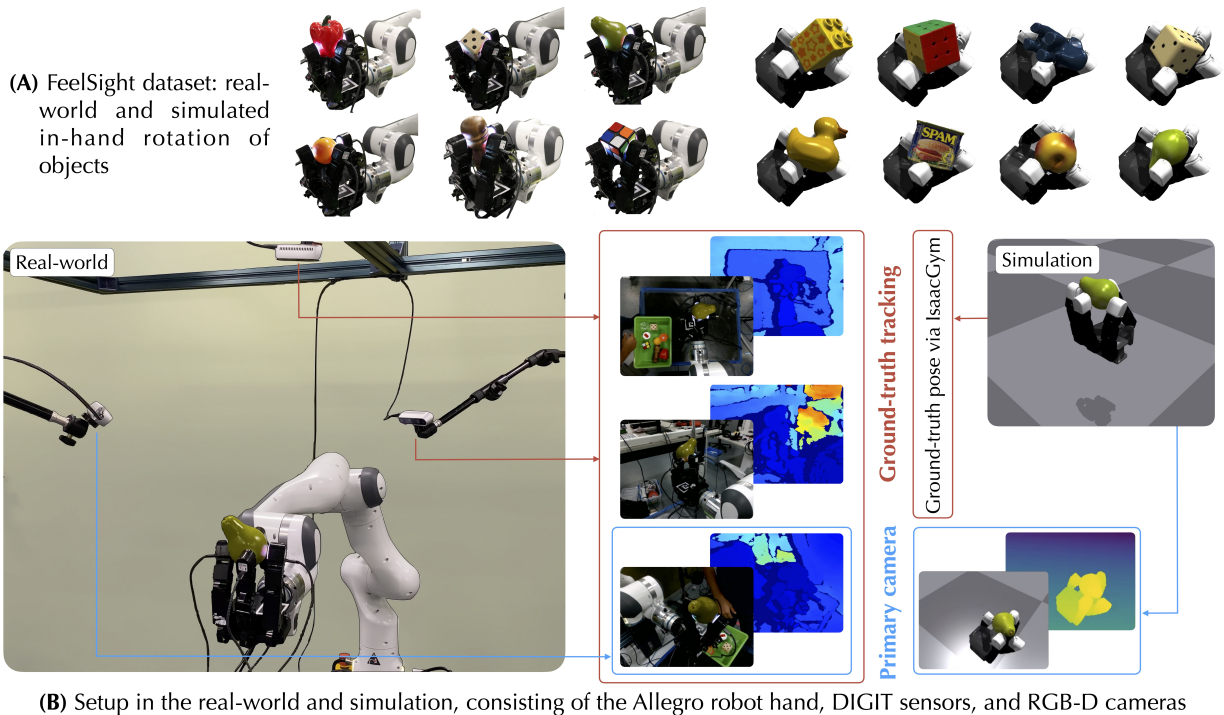 (A) FeelSight dataset: real-
world and simulated
in-hand rotation of
objects
SPAM
Real-world
Ground-truth tracking
Ground-truth pose via IsaacGym
Simulation
Primary camera
(B) Setup in the real-world and simulation, consisting of the Allegro robot hand, DIGIT sensors, and RGB-D cameras